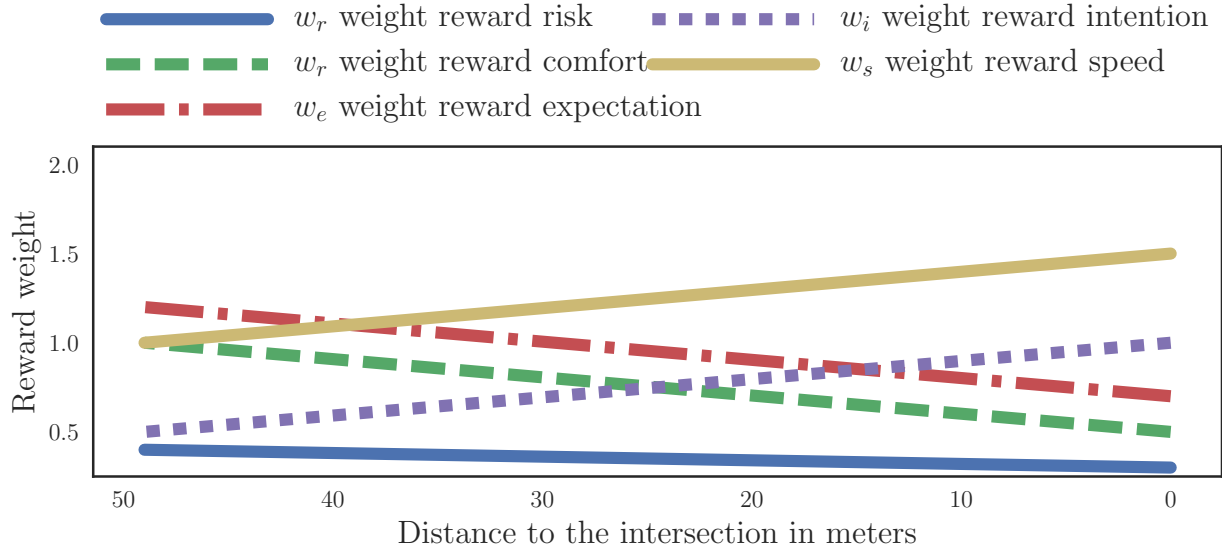 w_r weight reward risk
w_r weight reward comfort
w_e weight reward expectation
w_i weight reward intention
w_s weight reward speed
2.0
1.5
1.0
0.5
Reward weight
50 40 30 20 10 0
Distance to the intersection in meters